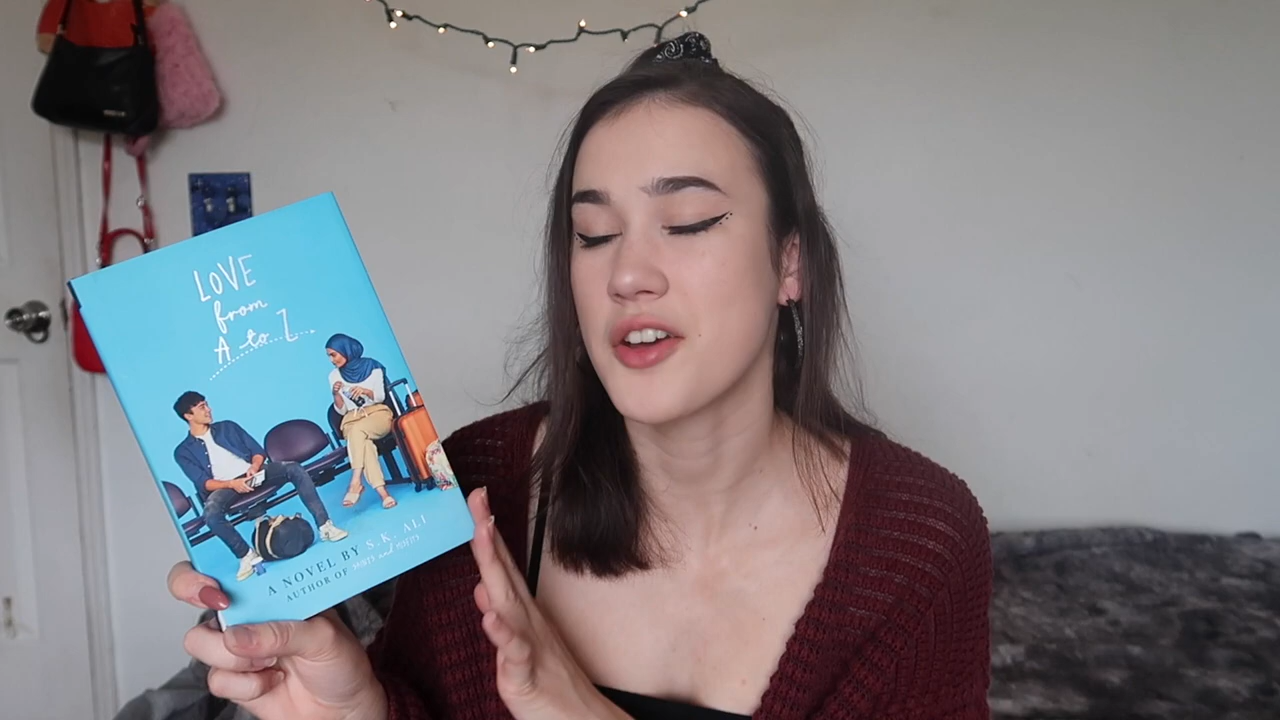 LOVE
from
A to Z
A NOVEL BY S. K. ALI
AUTHOR OF SAINTS and MISFITS